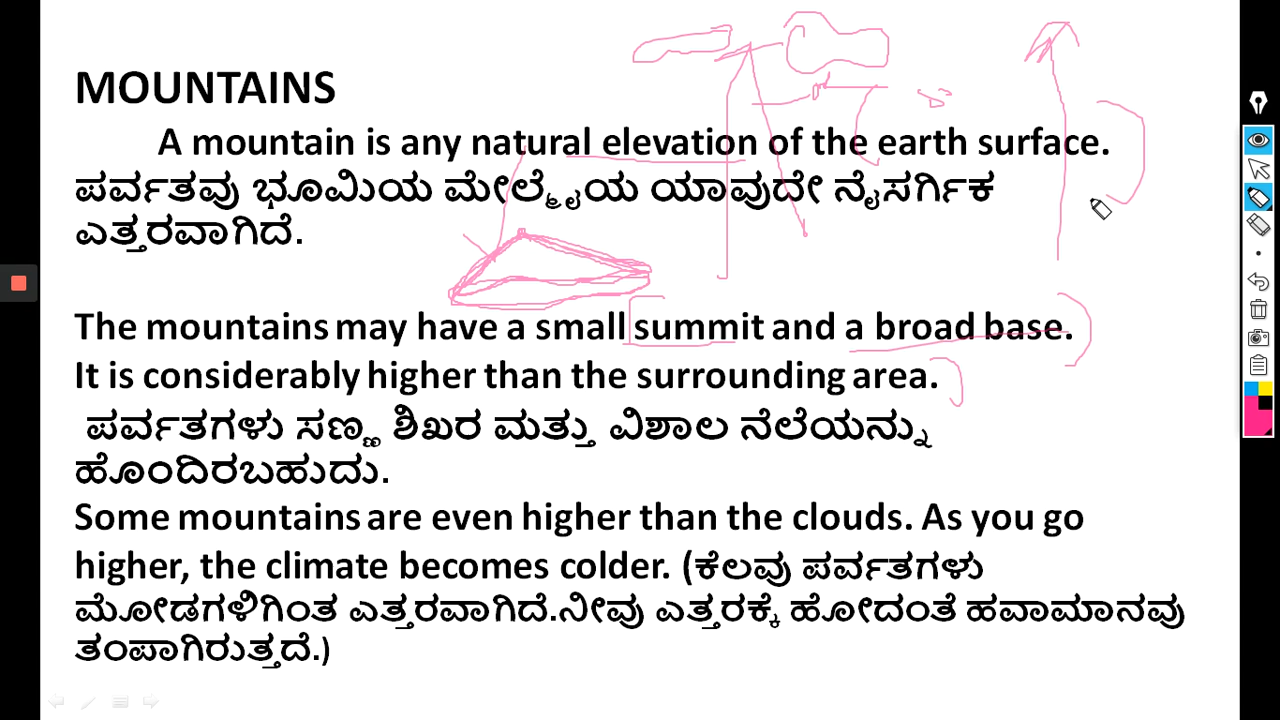 MOUNTAINS
A mountain is any natural elevation of the earth surface.
ಪರ್ವತವು ಭೂಮಿಯ ಮೇಲ್ಮೈಯ ಯಾವುದೇ ನೈಸರ್ಗಿಕ
ಎತ್ತರವಾಗಿದೆ.
The mountains may have a small summit and a broad base.
It is considerably higher than the surrounding area.
ಪರ್ವತಗಳು ಸಣ್ಣ ಶಿಖರ ಮತ್ತು ವಿಶಾಲ ನೆಲೆಯನ್ನು
ಹೊಂದಿರಬಹುದು.
Some mountains are even higher than the clouds. As you go
higher, the climate becomes colder. (ಕೆಲವು ಪರ್ವತಗಳು
ಮೋಡಗಳಿಗಿಂತ ಎತ್ತರವಾಗಿದೆ.ನೀವು ಎತ್ತರಕ್ಕೆ ಹೋದಂತೆ ಹವಾಮಾನವು
ತಂಪಾಗಿರುತ್ತದೆ.)